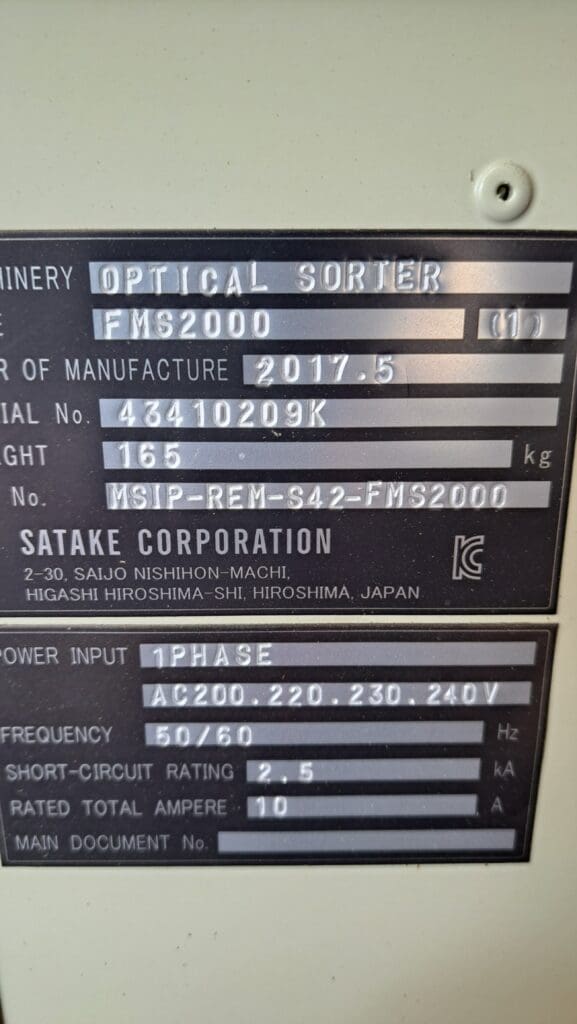 HINERY OPTICAL SORTER
E FMS2000 (1)
R OF MANUFACTURE 2017.5
IAL No. 43410209K
GHT 165 kg
No. MSIP-REM-S42-FMS2000
SATAKE CORPORATION
2-30, SAIJO NISHIHON-MACHI,
HIGASHI HIROSHIMA-SHI, HIROSHIMA, JAPAN
POWER INPUT 1PHASE
AC200.220.230.240V
FREQUENCY 50/60 Hz
SHORT-CIRCUIT RATING 2.5 kA
RATED TOTAL AMPERE 10 A
MAIN DOCUMENT No.